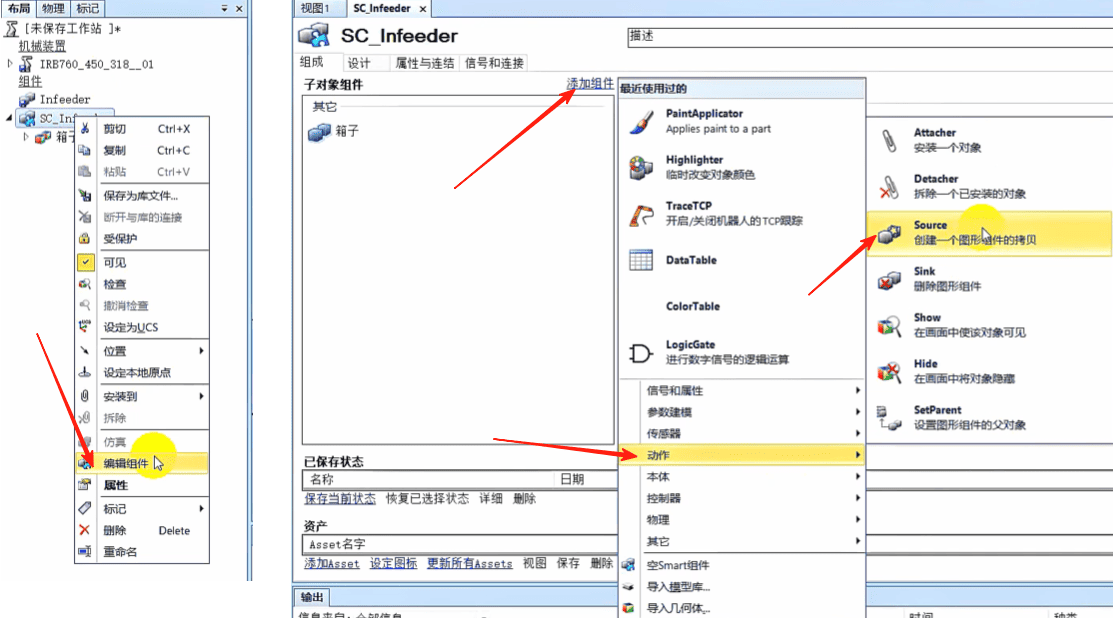 布局 物理 标记
[未保存工作站 ]*
机械装置
IRB760_450_318__01
组件
Infeeder
SC_Inf
箱
剪切 Ctrl+X
复制 Ctrl+C
粘贴 Ctrl+V
保存为库文件...
断开与库的连接
受保护
可见
检查
撤消检查
设定为UCS
位置
设定本地原点
安装到
拆除
仿真
编辑组件
属性
标记
删除 Delete
重命名
视图1 SC_Infeeder
SC_Infeeder
描述
组成 设计 属性与连结 信号和连接
子对象组件 添加组件
其它
箱子
已保存状态
名称 日期
保存当前状态 恢复已选择状态 详细 删除
资产
Asset名字
添加Asset 设定图标 更新所有Assets 视图 保存 删除
输出
信息来自: 全部信息 时间 种类
最近使用过的
PaintApplicator
Applies paint to a part
Highlighter
临时改变对象颜色
TraceTCP
开启/关闭机器人的TCP跟踪
DataTable
ColorTable
LogicGate
进行数字信号的逻辑运算
信号和属性
参数建模
传感器
动作
本体
控制器
物理
其它
空Smart组件
导入模型库...
导入几何体...
Attacher
安装一个对象
Detacher
拆除一个已安装的对象
Source
创建一个图形组件的拷贝
Sink
删除图形组件
Show
在画面中使该对象可见
Hide
在画面中将对象隐藏
SetParent
设置图形组件的父对象